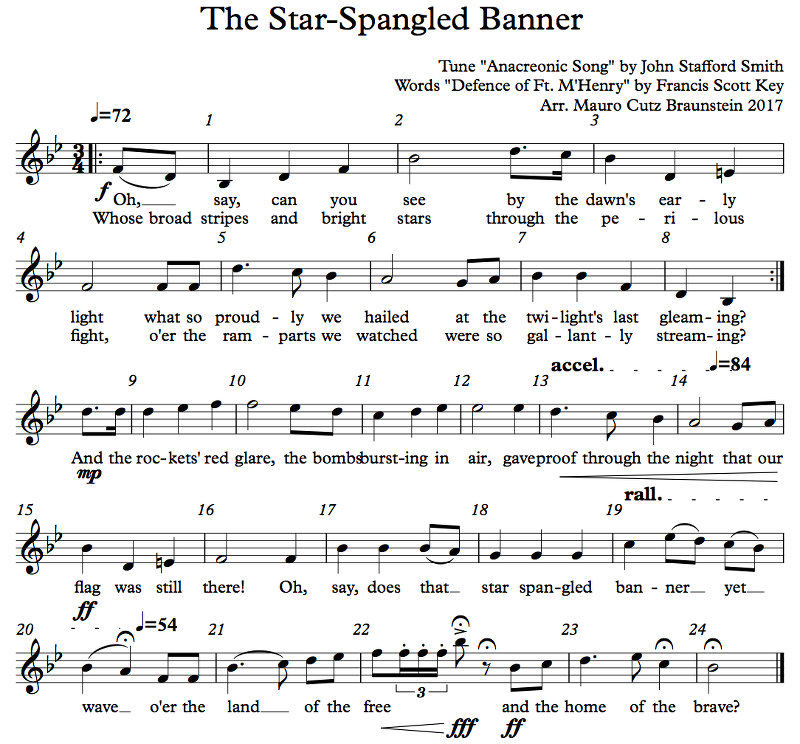 The Star-Spangled Banner
Tune "Anacreonic Song" by John Stafford Smith
Words "Defence of Ft. M'Henry" by Francis Scott Key
Arr. Mauro Cutz Braunstein 2017
♩=72 1 2 3
3/4
f
Oh, say, can you see by the dawn's ear - ly
Whose broad stripes and bright stars through the pe - ri - lous
4 5 6 7 8
light what so proud - ly we hailed at the twi - light's last gleam - ing?
fight, o'er the ram - parts we watched were so gal - lant - ly stream - ing?
accel. ♩=84
9 10 11 12 13 14
And the roc - kets' red glare, the bombs burst - ing in air, gave proof through the night that our
mp
rall.
15 16 17 18 19
flag was still there! Oh, say, does that star span - gled ban - ner yet
ff
20 ♩=54 21 22 23 24
3
wave o'er the land of the free and the home of the brave?
fff ff